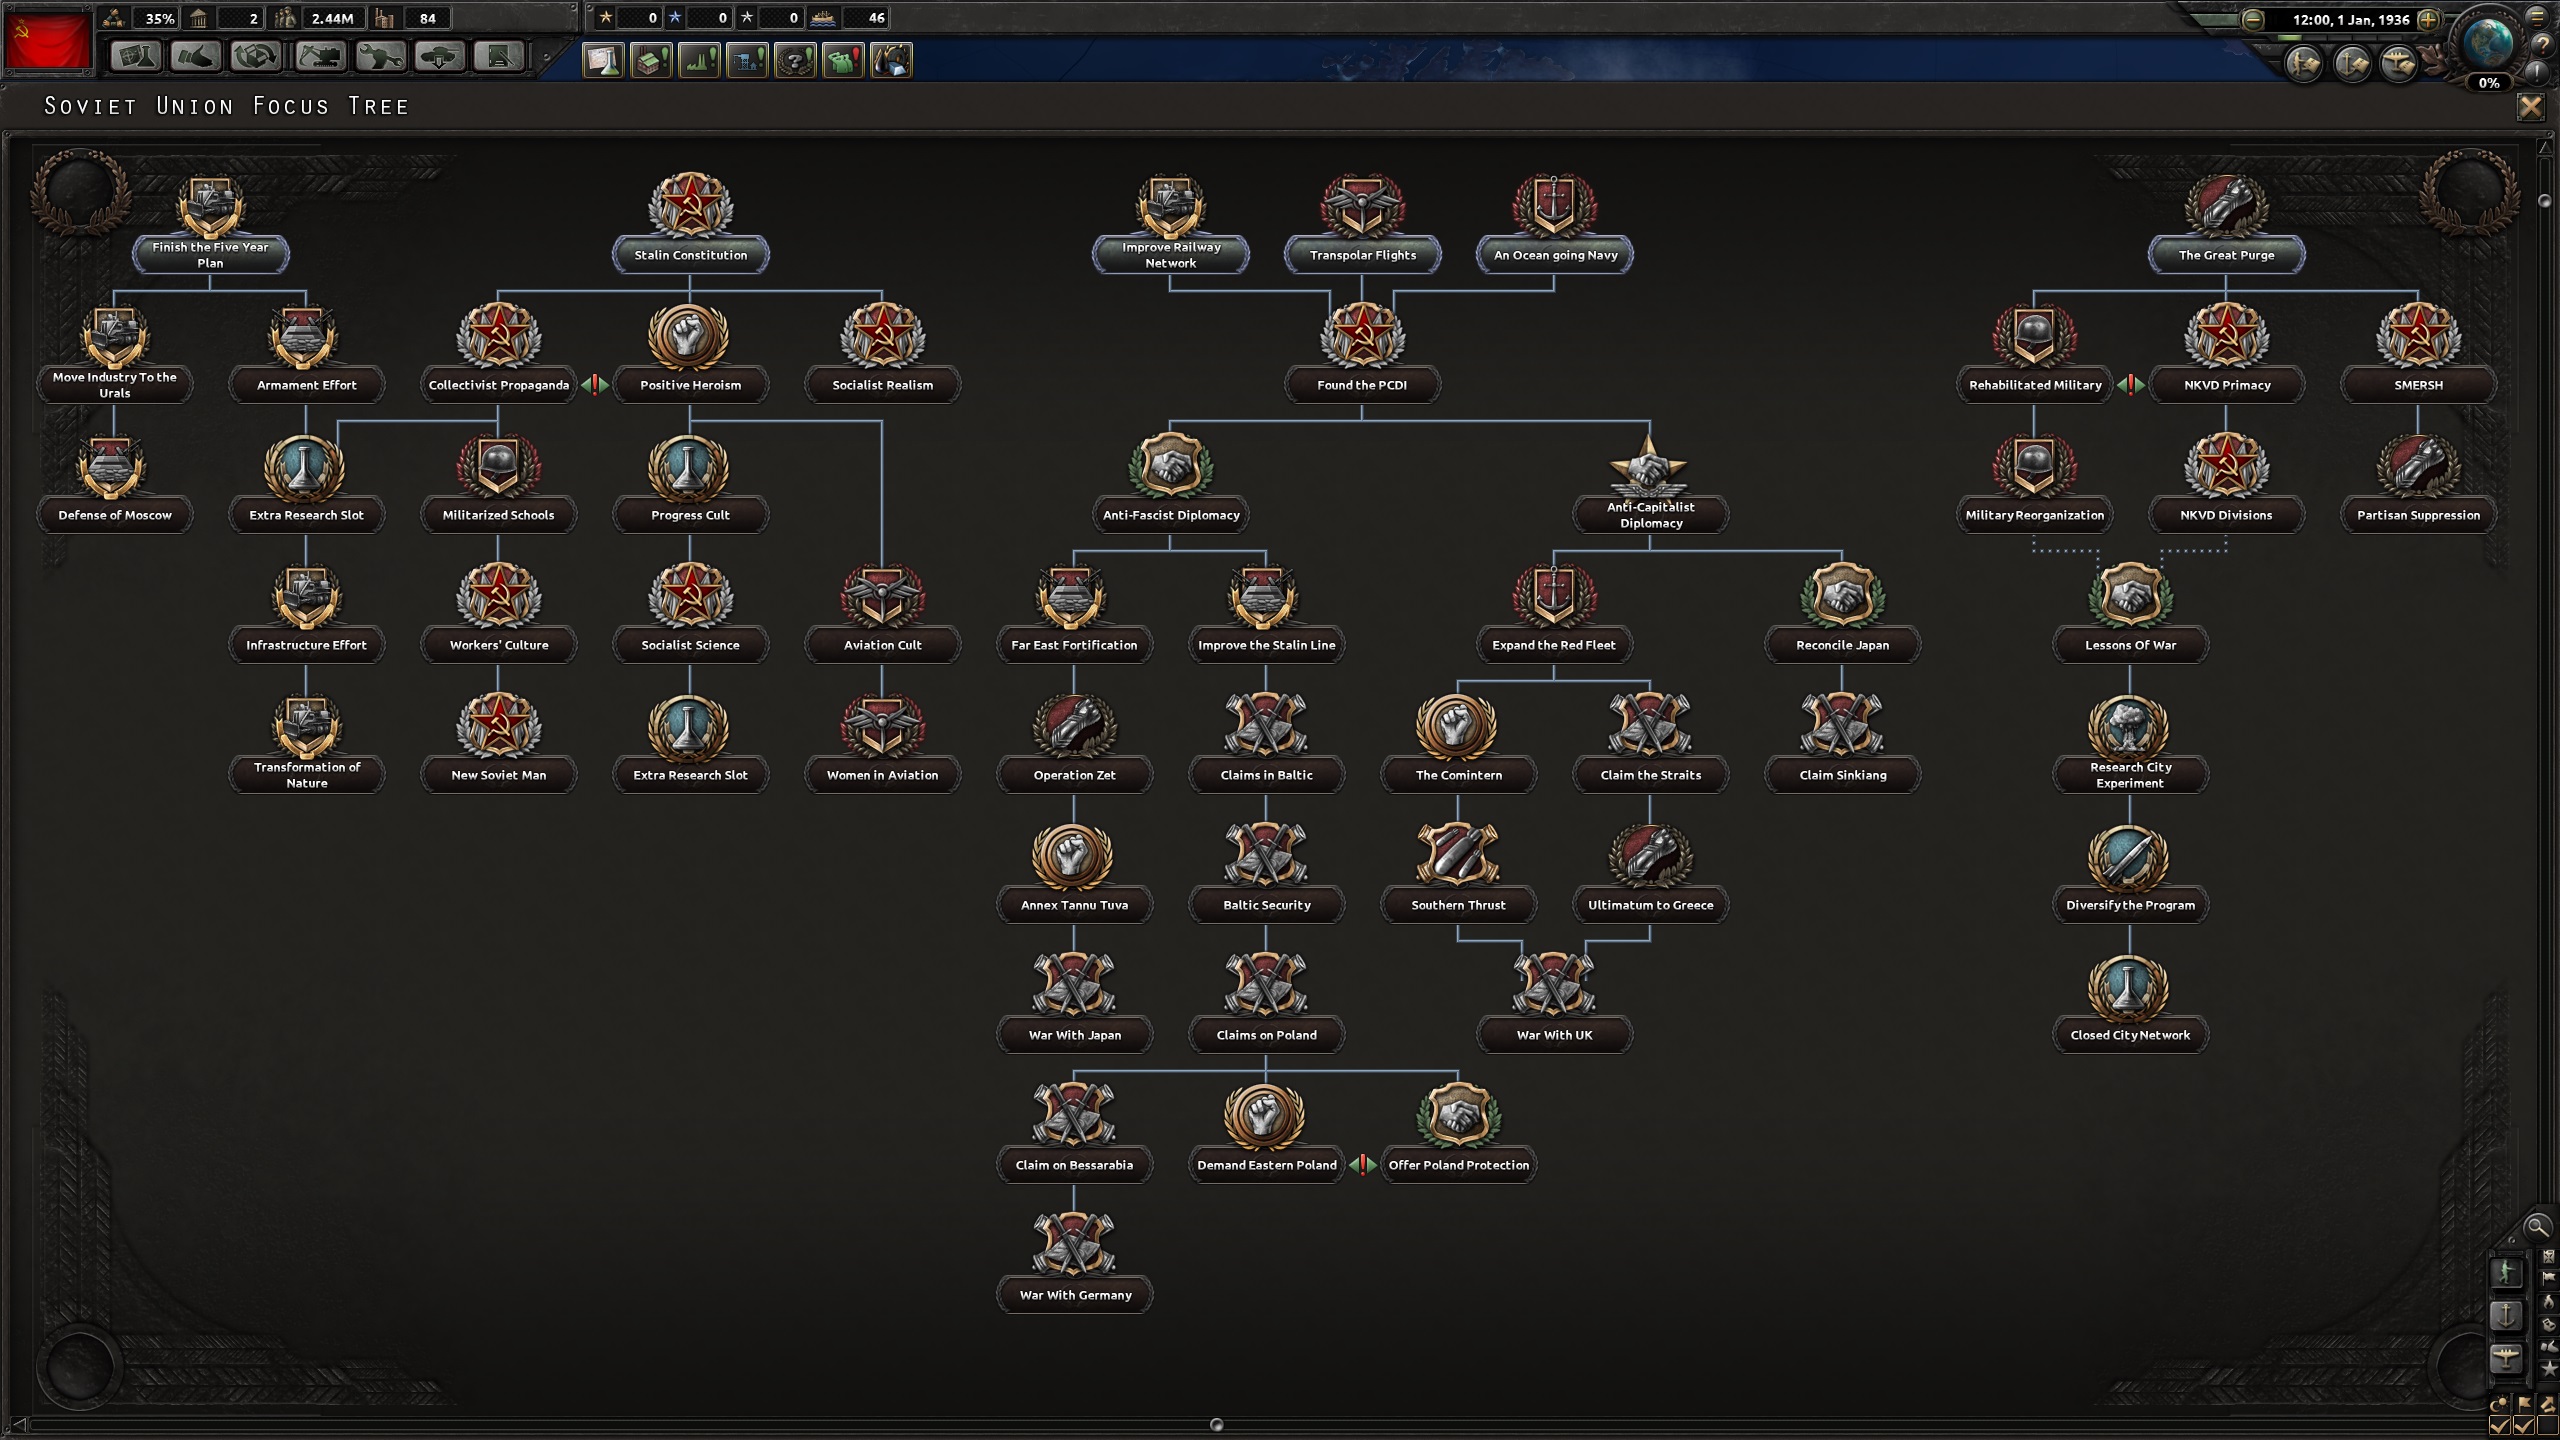 35%
2
2.44M
84
0
0
0
46
12:00, 1 Jan, 1936
0%
Soviet Union Focus Tree
Finish the Five Year
Plan
Stalin Constitution
Improve Railway
Network
Transpolar Flights
An Ocean going Navy
The Great Purge
Move Industry To the
Urals
Armament Effort
Collectivist Propaganda
Positive Heroism
Socialist Realism
Found the PCDI
Rehabilitated Military
NKVD Primacy
SMERSH
Defense of Moscow
Extra Research Slot
Militarized Schools
Progress Cult
Anti-Fascist Diplomacy
Anti-Capitalist
Diplomacy
Military Reorganization
NKVD Divisions
Partisan Suppression
Infrastructure Effort
Workers' Culture
Socialist Science
Aviation Cult
Far East Fortification
Improve the Stalin Line
Expand the Red Fleet
Reconcile Japan
Lessons Of War
Transformation of
Nature
New Soviet Man
Extra Research Slot
Women in Aviation
Operation Zet
Claims in Baltic
The Comintern
Claim the Straits
Claim Sinkiang
Research City
Experiment
Annex Tannu Tuva
Baltic Security
Southern Thrust
Ultimatum to Greece
Diversify the Program
War With Japan
Claims on Poland
War With UK
Closed City Network
Claim on Bessarabia
Demand Eastern Poland
Offer Poland Protection
War With Germany